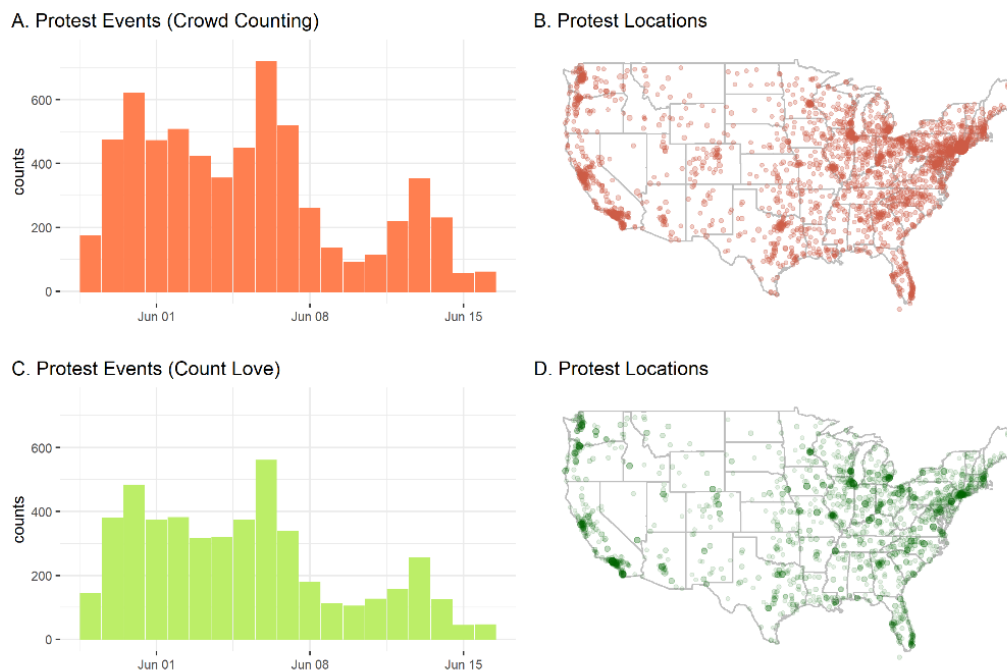 A. Protest Events (Crowd Counting)
B. Protest Locations
counts
600
400
200
0
Jun 01
Jun 08
Jun 15
C. Protest Events (Count Love)
D. Protest Locations
counts
600
400
200
0
Jun 01
Jun 08
Jun 15